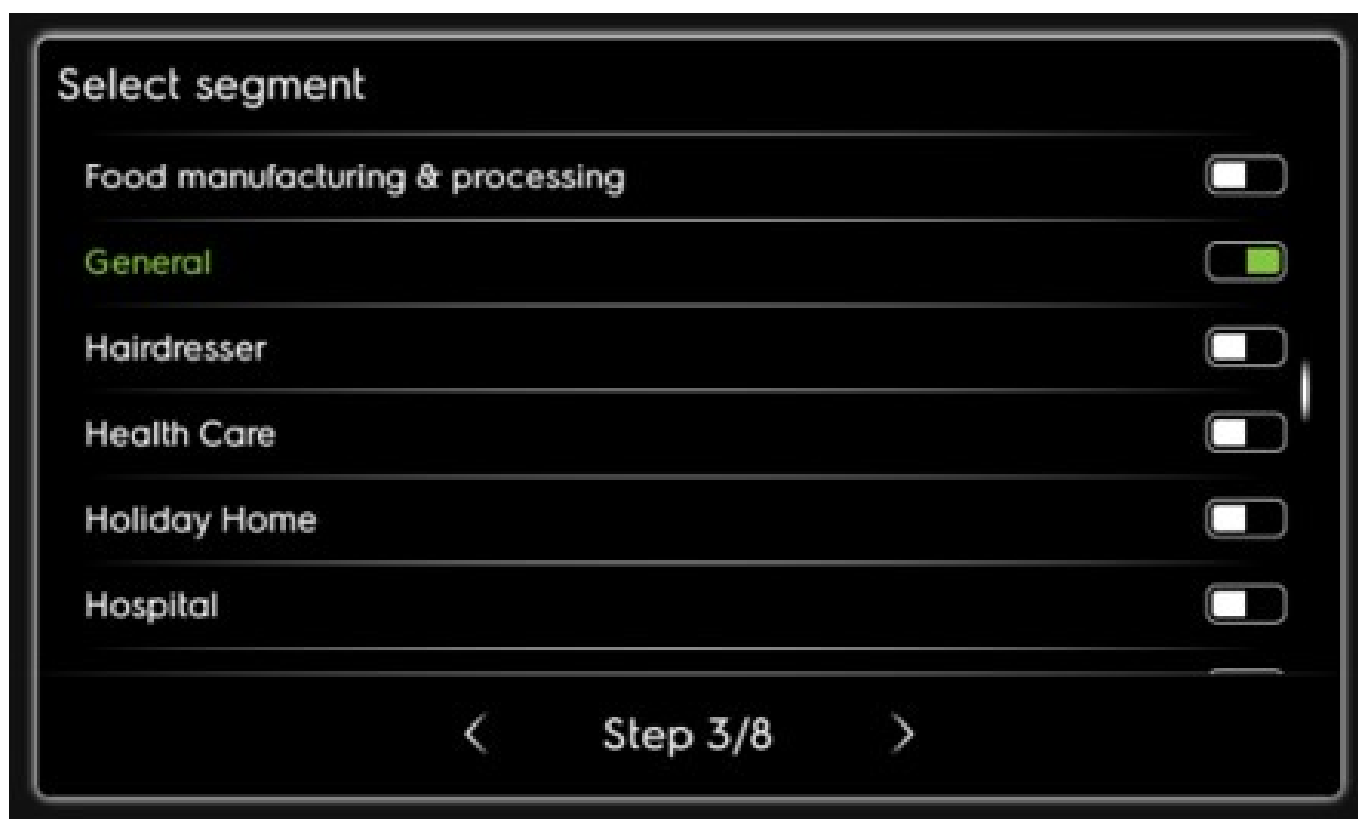 Select segment
Food manufacturing & processing
General
Hairdresser
Health Care
Holiday Home
Hospital
< Step 3/8 >